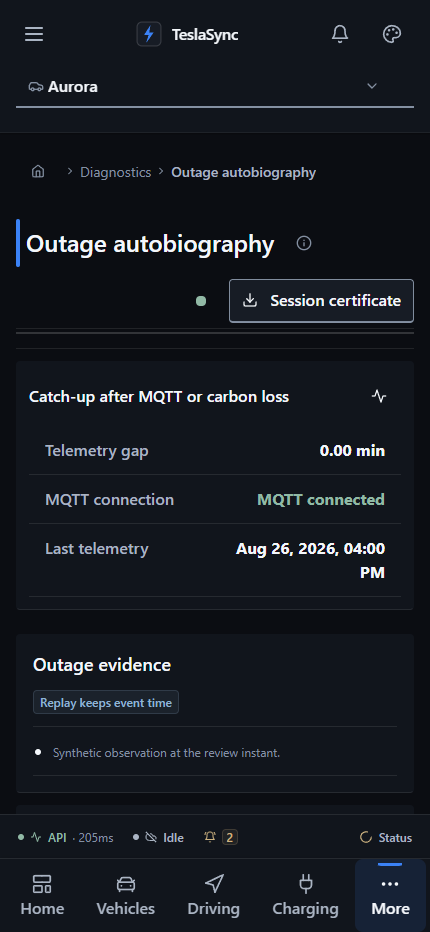 TeslaSync
Aurora
Diagnostics > Outage autobiography
Outage autobiography
Session certificate
Catch-up after MQTT or carbon loss
Telemetry gap 0.00 min
MQTT connection MQTT connected
Last telemetry Aug 26, 2026, 04:00
PM
Outage evidence
Replay keeps event time
Synthetic observation at the review instant.
API · 205ms Idle 2 Status
Home Vehicles Driving Charging More